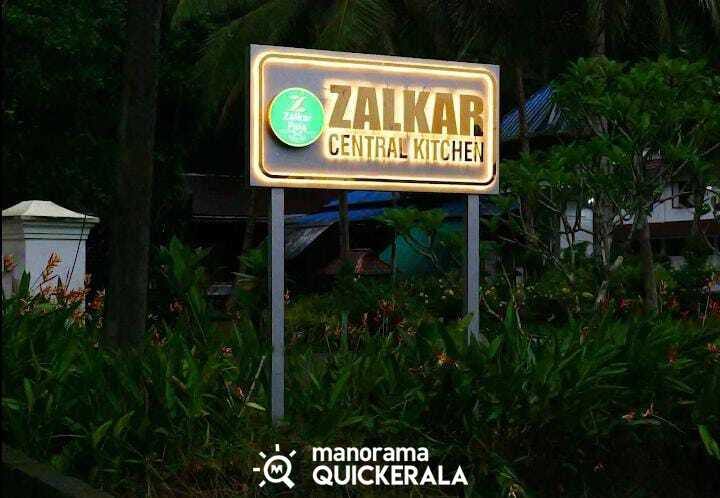 ZALKAR
CENTRAL KITCHEN
Z
Zalkar
manorama
QUICKERALA